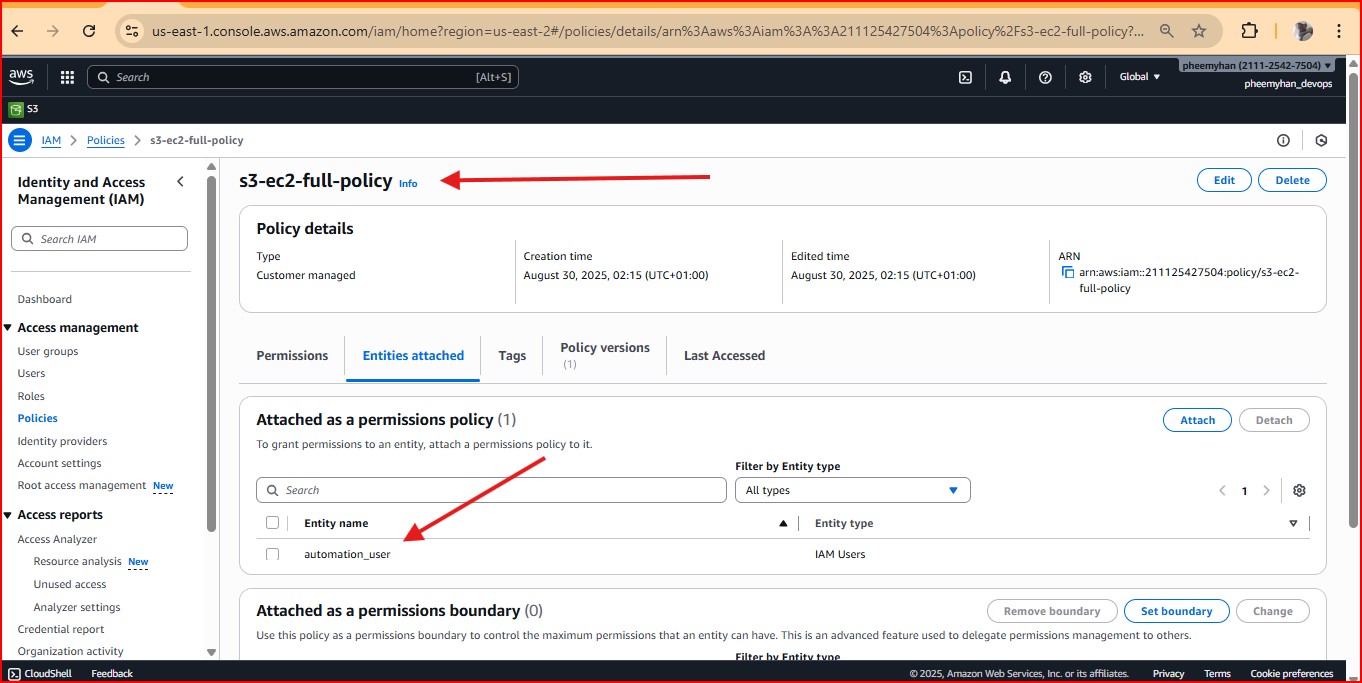 us-east-1.console.aws.amazon.com/iam/home?region=us-east-2#/policies/details/arn%3Aaws%3Aiam%3A%3A211125427504%3Apolicy%2Fs3-ec2-full-policy?...
aws
Search [Alt+S]
Global
pheemyhan (2111-2542-7504)
pheemyhan_devops
S3
IAM
Policies
s3-ec2-full-policy
Identity and Access
Management (IAM)
Search IAM
Dashboard
Access management
User groups
Users
Roles
Policies
Identity providers
Account settings
Root access management New
Access reports
Access Analyzer
Resource analysis New
Unused access
Analyzer settings
Credential report
Organization activity
s3-ec2-full-policy Info
Edit
Delete
Policy details
Type
Customer managed
Creation time
August 30, 2025, 02:15 (UTC+01:00)
Edited time
August 30, 2025, 02:15 (UTC+01:00)
ARN
arn:aws:iam::211125427504:policy/s3-ec2-
full-policy
Permissions
Entities attached
Tags
Policy versions
(1)
Last Accessed
Attached as a permissions policy (1)
Attach
Detach
To grant permissions to an entity, attach a permissions policy to it.
Filter by Entity type
Search
All types
1
Entity name
Entity type
automation_user
IAM Users
Attached as a permissions boundary (0)
Remove boundary
Set boundary
Change
Use this policy as a permissions boundary to control the maximum permissions that an entity can have. This is an advanced feature used to delegate permissions management to others.
Filter by Entity type
CloudShell
Feedback
© 2025, Amazon Web Services, Inc. or its affiliates.
Privacy
Terms
Cookie preferences